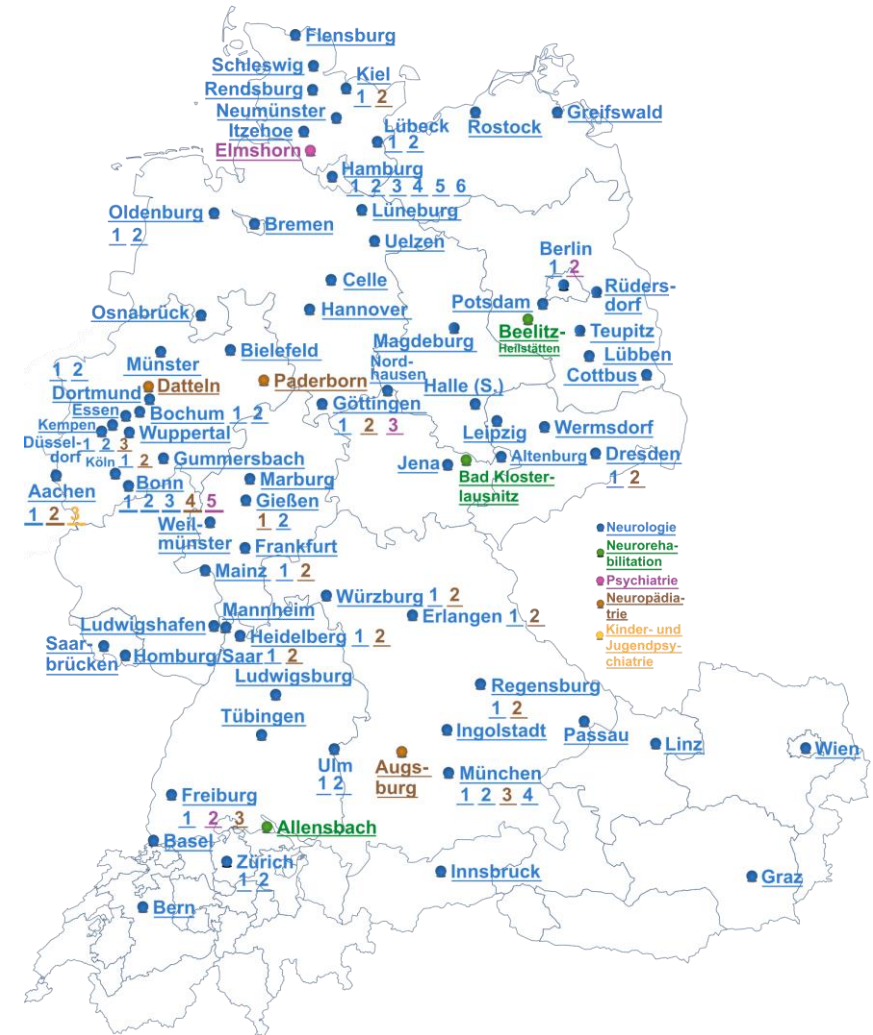 Flensburg
Schleswig
Kiel
Rendsburg
1 2
Neumünster
Greifswald
Rostock
Lübeck
Itzehoe
1 2
Elmshorn
Hamburg
1 2 3 4 5 6
Oldenburg
Lüneburg
Bremen
1 2
Uelzen
Berlin
1 2
Celle
Rüders-
dorf
Potsdam
Hannover
Osnabrück
Beelitz-
Heilstätten
Teupitz
Magdeburg
Bielefeld
Münster
Lübben
Nord-
hausen
1 2
Cottbus
Paderborn
Datteln
Halle (S.)
Dortmund
Göttingen
Essen
Bochum 1 2
1 2 3
Kempen
Wuppertal
Wermsdorf
Leipzig
Düssel-
dorf
1 2 3
Köln 1 2
Gummersbach
Jena
Altenburg
Dresden
1 2
Bad Kloster-
lausnitz
Marburg
Bonn
1 2 3 4 5
Aachen
1 2 3
Gießen
1 2
Weil-
münster
Frankfurt
Neurologie
Neuroreha-
bilitation
Psychiatrie
Neuropädia-
trie
Kinder- und
Jugendpsy-
chiatrie
Mainz 1 2
Würzburg 1 2
Mannheim
Erlangen 1 2
Ludwigshafen
Heidelberg 1 2
Saar-
brücken
Homburg/Saar 1 2
Ludwigsburg
Regensburg
1 2
Tübingen
Ingolstadt
Passau
Linz
Wien
Ulm
1 2
Augs-
burg
München
1 2 3 4
Freiburg
1 2 3
Allensbach
Basel
Zürich
1 2
Innsbruck
Graz
Bern